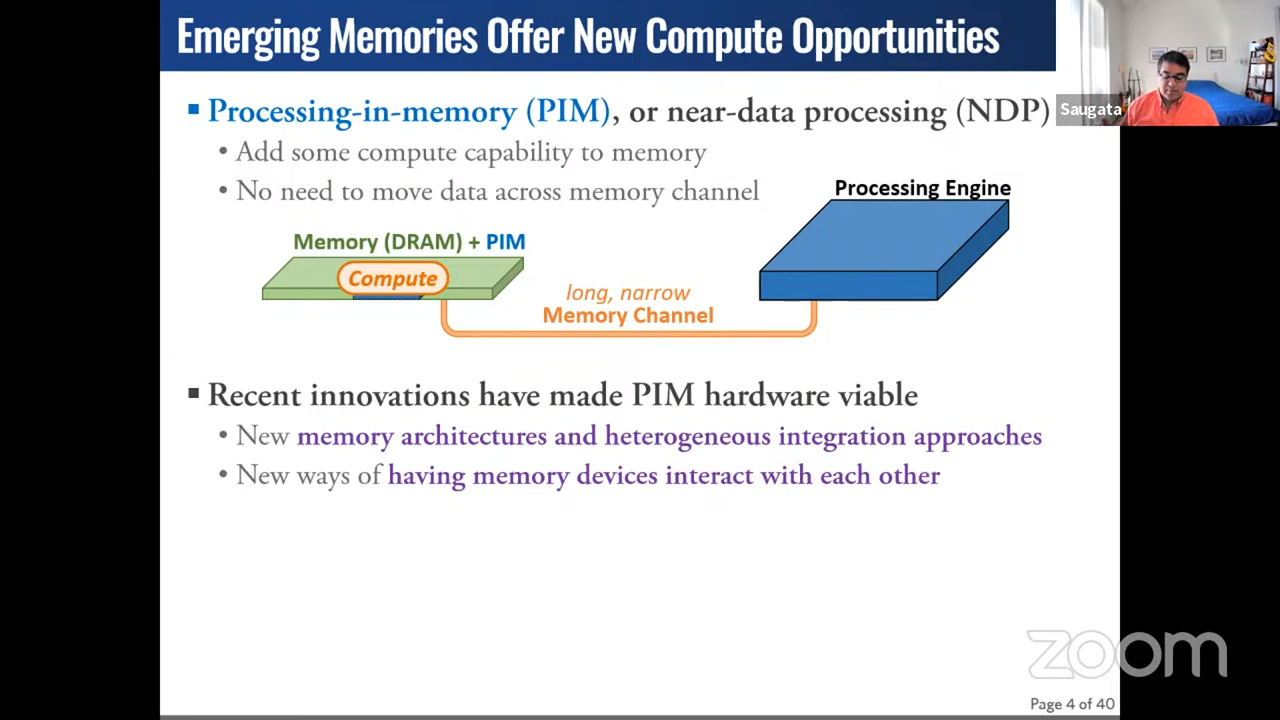 Emerging Memories Offer New Compute Opportunities
Saugata
▪ Processing-in-memory (PIM), or near-data processing (NDP)
• Add some compute capability to memory
• No need to move data across memory channel
Processing Engine
Memory (DRAM) + PIM
Compute
long, narrow
Memory Channel
▪ Recent innovations have made PIM hardware viable
• New memory architectures and heterogeneous integration approaches
• New ways of having memory devices interact with each other
zoom
Page 4 of 40